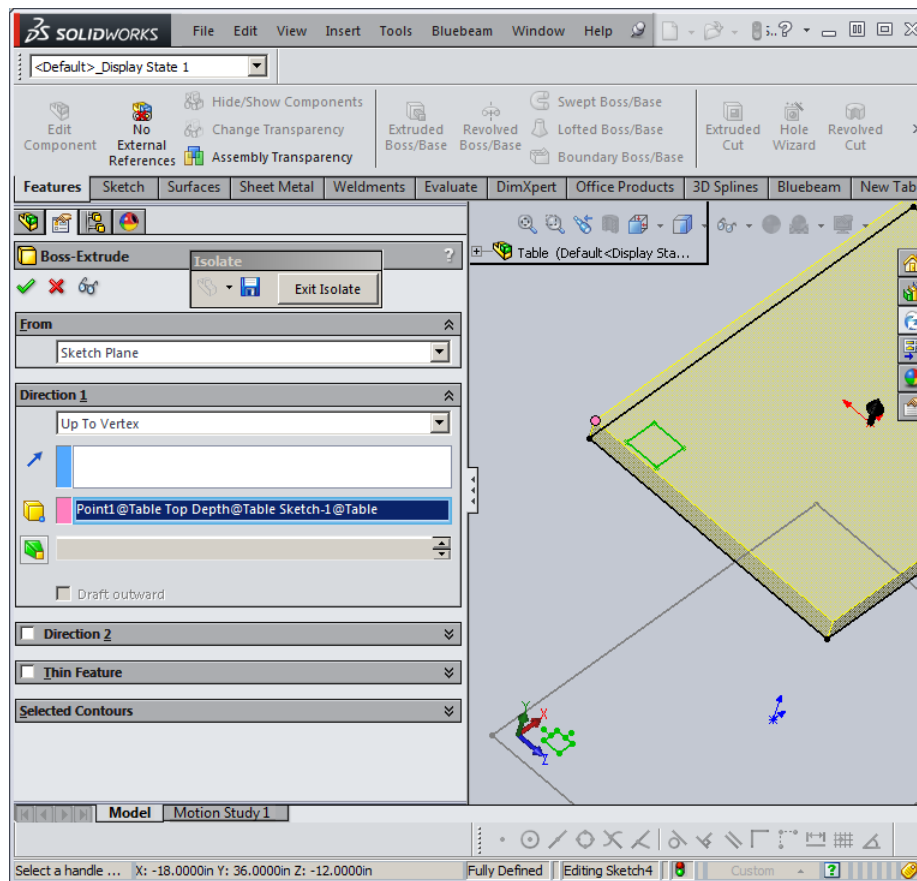 SOLIDWORKS File Edit View Insert Tools Bluebeam Window Help
<Default>_Display State 1
Edit Component
No External References
Hide/Show Components
Change Transparency
Assembly Transparency
Extruded Boss/Base
Revolved Boss/Base
Swept Boss/Base
Lofted Boss/Base
Boundary Boss/Base
Extruded Cut
Hole Wizard
Revolved Cut
Features Sketch Surfaces Sheet Metal Weldments Evaluate DimXpert Office Products 3D Splines Bluebeam New Tab
Table (Default<Display Sta...
Boss-Extrude ?
Isolate
Exit Isolate
From
Sketch Plane
Direction 1
Up To Vertex
Point1@Table Top Depth@Table Sketch-1@Table
Draft outward
Direction 2
Thin Feature
Selected Contours
Y X
Z
Model Motion Study 1
Select a handle ... X: -18.0000in Y: 36.0000in Z: -12.0000in Fully Defined Editing Sketch4 Custom ?